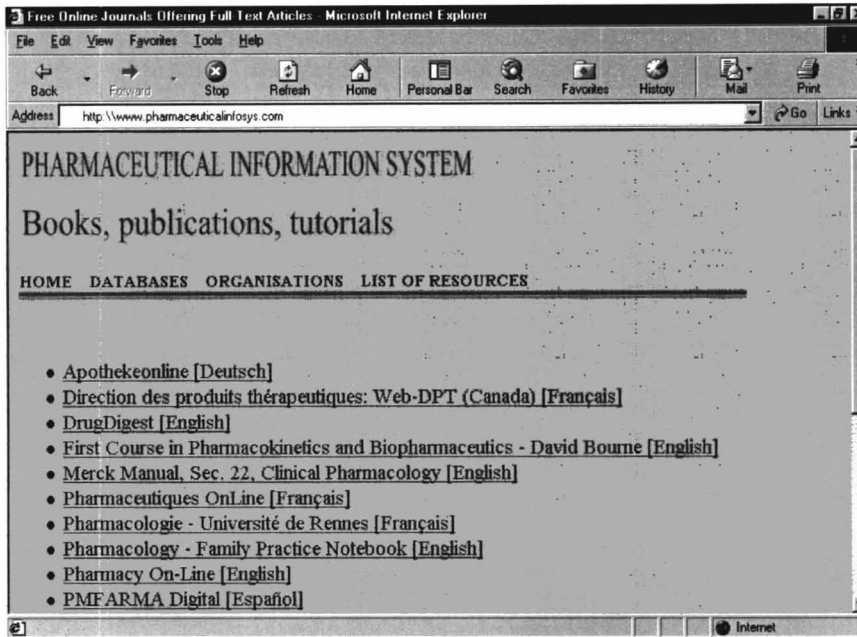 Free Online Journals Offering Full Text Articles - Microsoft Internet Explorer
File Edit View Favorites Tools Help
Back Forward Stop Refresh Home Personal Bar Search Favorites History Mail Print
Address http:\\www.pharmaceuticalinfosys.com Go Links
PHARMACEUTICAL INFORMATION SYSTEM
Books, publications, tutorials
HOME DATABASES ORGANISATIONS LIST OF RESOURCES
• Apothekeonline [Deutsch]
• Direction des produits thérapeutiques: Web-DPT (Canada) [Français]
• DrugDigest [English]
• First Course in Pharmacokinetics and Biopharmaceutics - David Bourne [English]
• Merck Manual, Sec. 22, Clinical Pharmacology [English]
• Pharmaceutiques OnLine [Français]
• Pharmacologie - Université de Rennes [Français]
• Pharmacology - Family Practice Notebook [English]
• Pharmacy On-Line [English]
• PMFARMA Digital [Español]
Internet